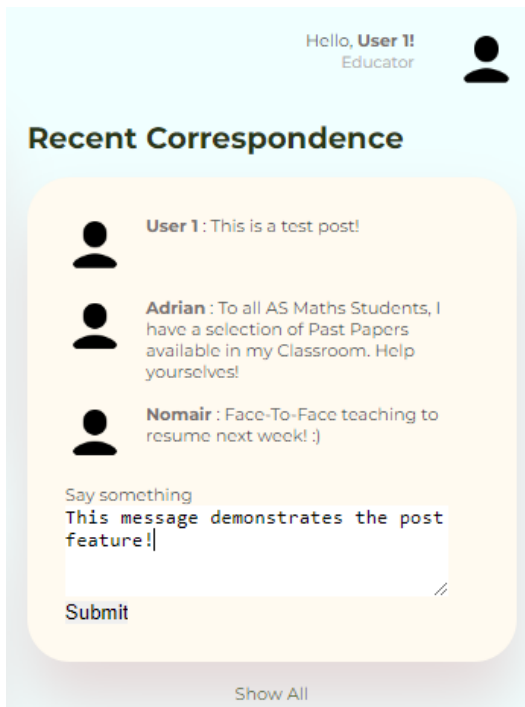 Hello, User 1!
Educator
Recent Correspondence
User 1 : This is a test post!
Adrian : To all AS Maths Students, I
have a selection of Past Papers
available in my Classroom. Help
yourselves!
Nomair : Face-To-Face teaching to
resume next week! :)
Say something
This message demonstrates the post
feature!
Submit
Show All